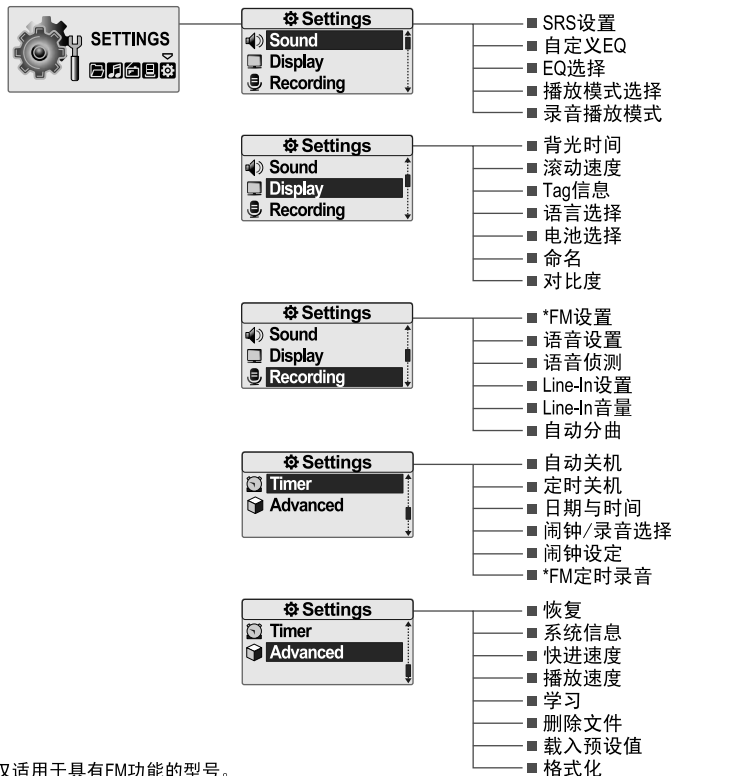 SETTINGS
Settings
Sound
Display
Recording
■ SRS设置
■ 自定义EQ
■ EQ选择
■ 播放模式选择
■ 录音播放模式
Settings
Sound
Display
Recording
■ 背光时间
■ 滚动速度
■ Tag信息
■ 语言选择
■ 电池选择
■ 命名
■ 对比度
Settings
Sound
Display
Recording
■ *FM设置
■ 语音设置
■ 语音侦测
■ Line-In设置
■ Line-In音量
■ 自动分曲
Settings
Timer
Advanced
■ 自动关机
■ 定时关机
■ 日期与时间
■ 闹钟/录音选择
■ 闹钟设定
■ *FM定时录音
Settings
Timer
Advanced
■ 恢复
■ 系统信息
■ 快进速度
■ 播放速度
■ 学习
■ 删除文件
■ 载入预设值
■ 格式化
仅适用于具有FM功能的型号。